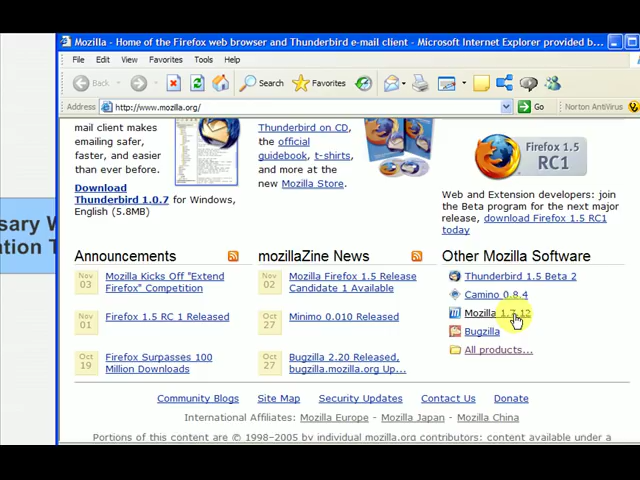 Mozilla - Home of the Firefox web browser and Thunderbird e-mail client - Microsoft Internet Explorer provided b...
File Edit View Favorites Tools Help
Back Search Favorites
Address http://www.mozilla.org/ Go Norton AntiVirus
mail client makes
emailing safer,
faster, and easier
than ever before.
Download
Thunderbird 1.0.7 for Windows,
English (5.8MB)
Thunderbird on CD,
the official
guidebook, t-shirts,
and more at the
new Mozilla Store.
Firefox 1.5
RC1
Web and Extension developers: join
the Beta program for the next major
release, download Firefox 1.5 RC1
today
Announcements
Nov
03
Mozilla Kicks Off "Extend
Firefox" Competition
Nov
01
Firefox 1.5 RC 1 Released
Oct
19
Firefox Surpasses 100
Million Downloads
mozillaZine News
Nov
02
Mozilla Firefox 1.5 Release
Candidate 1 Available
Oct
27
Minimo 0.010 Released
Oct
19
Bugzilla 2.20 Released,
bugzilla.mozilla.org Up...
Other Mozilla Software
Thunderbird 1.5 Beta 2
Camino 0.8.4
Mozilla 1.7.12
Bugzilla
All products...
Community Blogs Site Map Security Updates Contact Us Donate
International Affiliates: Mozilla Europe - Mozilla Japan - Mozilla China
Portions of this content are © 1998–2005 by individual mozilla.org contributors: content available under a
sary W
ation T